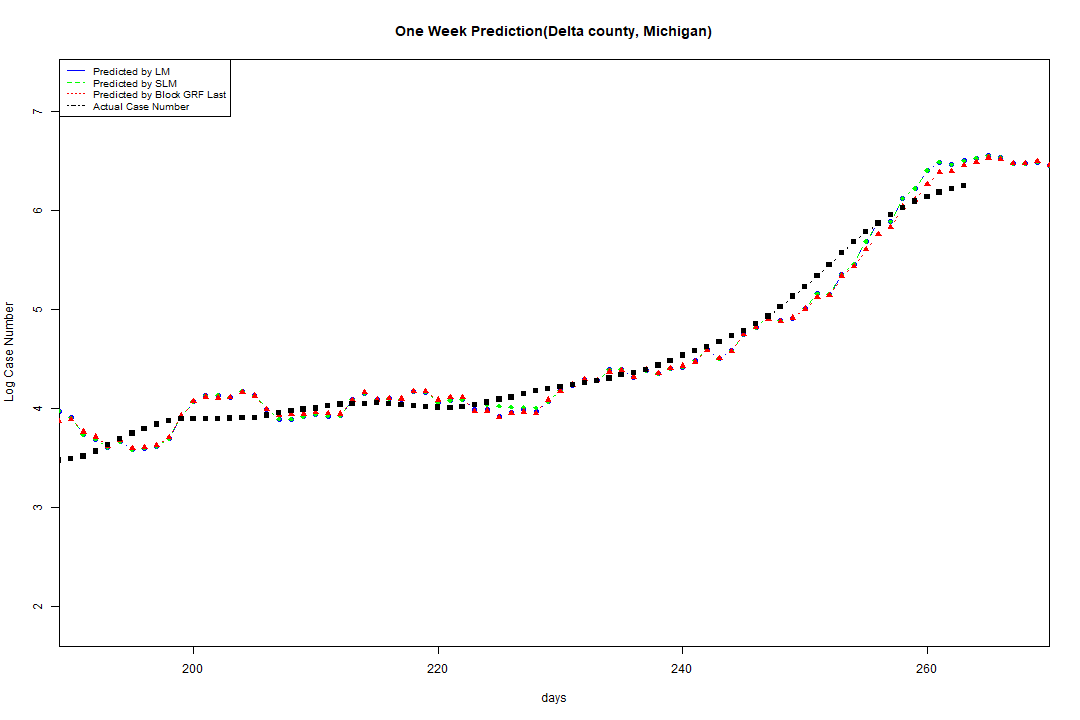 One Week Prediction(Delta county, Michigan)
Predicted by LM
Predicted by SLM
Predicted by Block GRF Last
Actual Case Number
7
6
5
4
3
2
Log Case Number
200 220 240 260
days